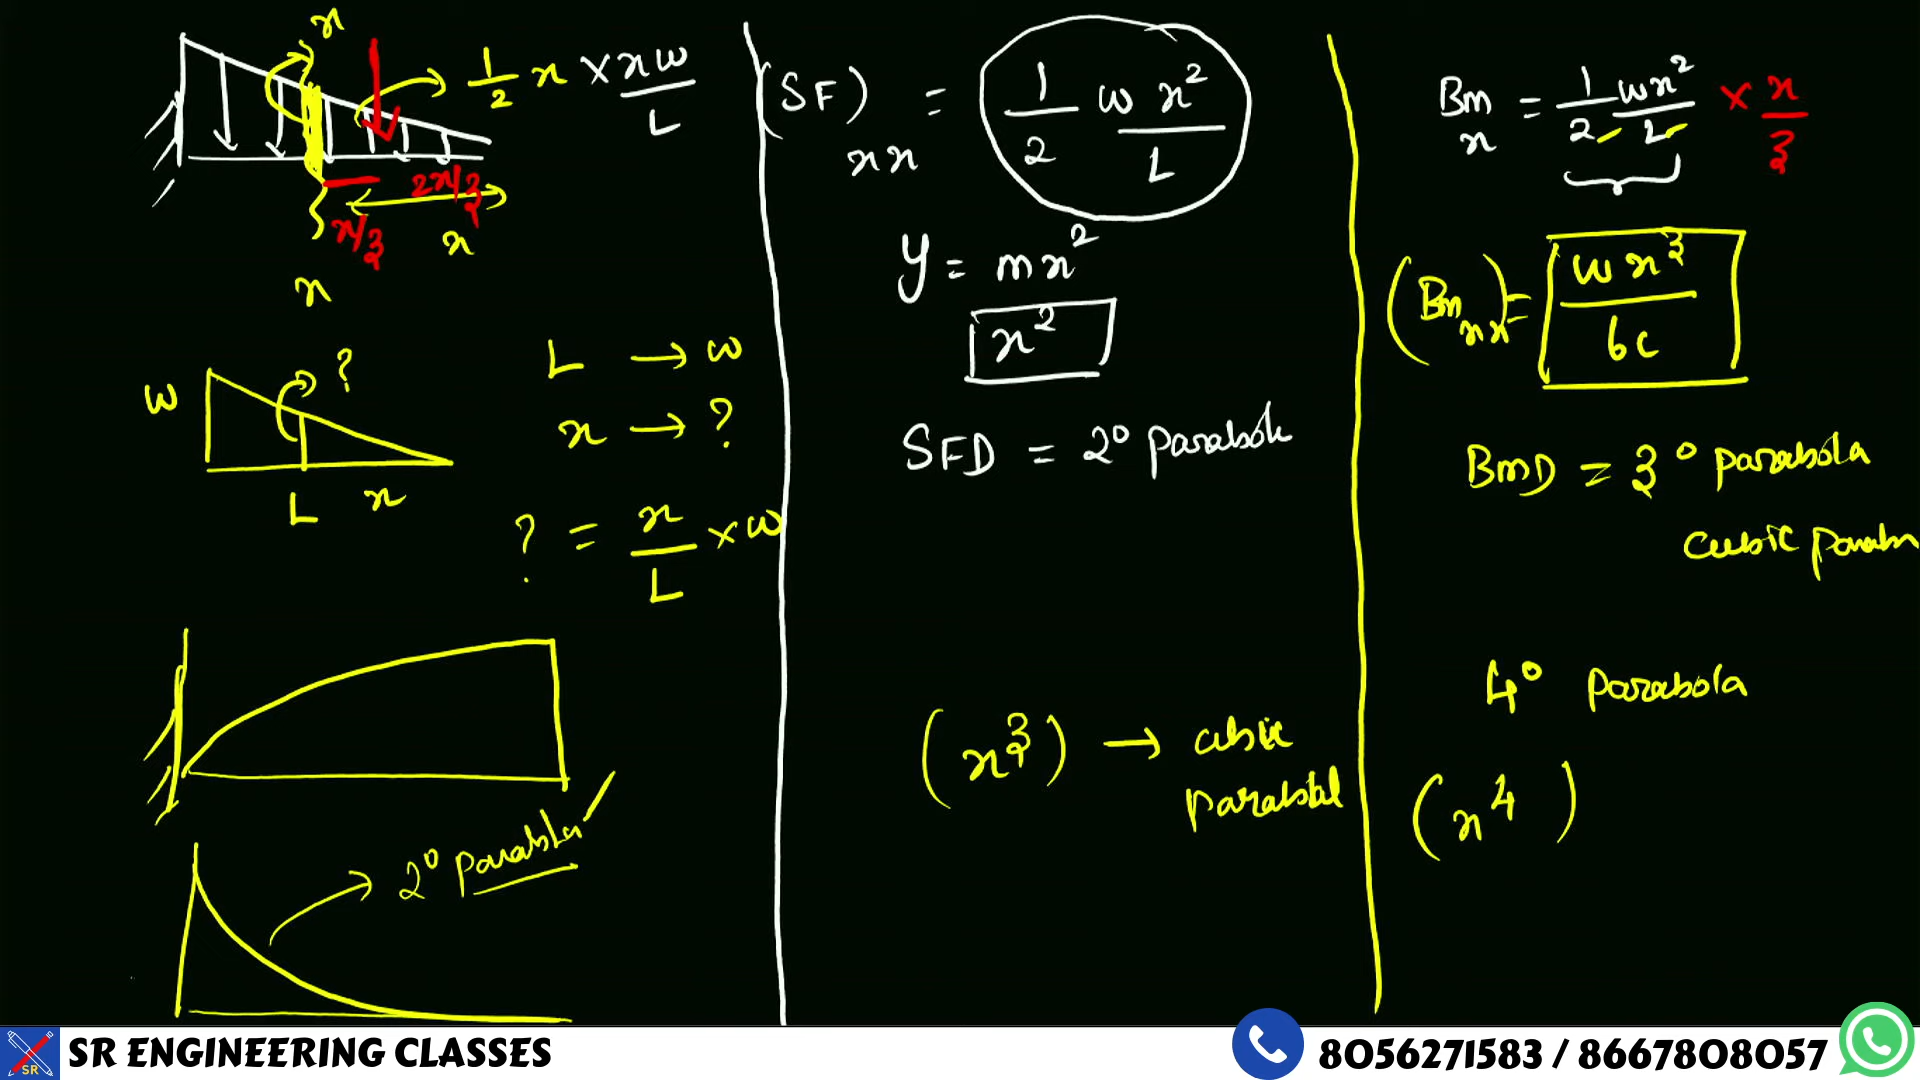 x
1/2 x × xw/L
2x/3
x/3
x
x
w
?
L
x
L → w
x → ?
? = x/L × w
2° parabola
(SF)xx = 1/2 w x²/L
y = mx²
x²
SFD = 2° parabola
(x³) → cubic
BM x = 1/2 wx²/L × x/3
(BM xx) = wx³/6L
BMD = 3° parabola
cubic
4° parabola
(x⁴)
SR
SR ENGINEERING CLASSES
8056271583 / 8667808057